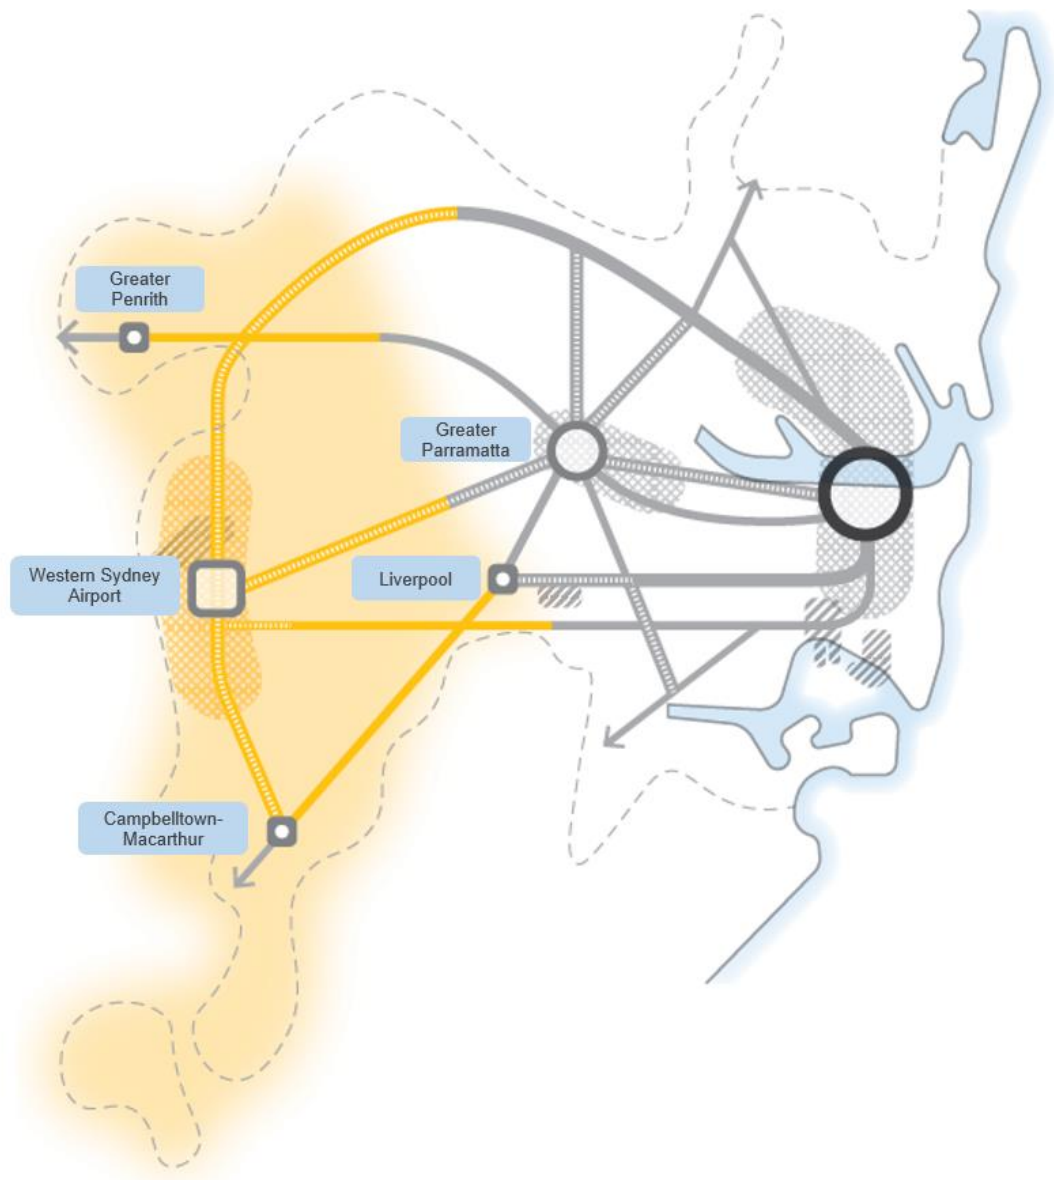 Greater
Penrith
Greater
Parramatta
Western Sydney
Airport
Liverpool
Campbelltown-
Macarthur